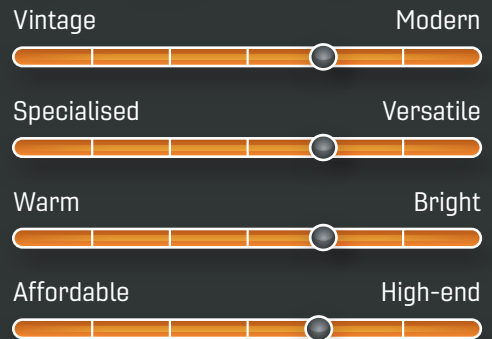 Vintage Modern
Specialised Versatile
Warm Bright
Affordable High-end